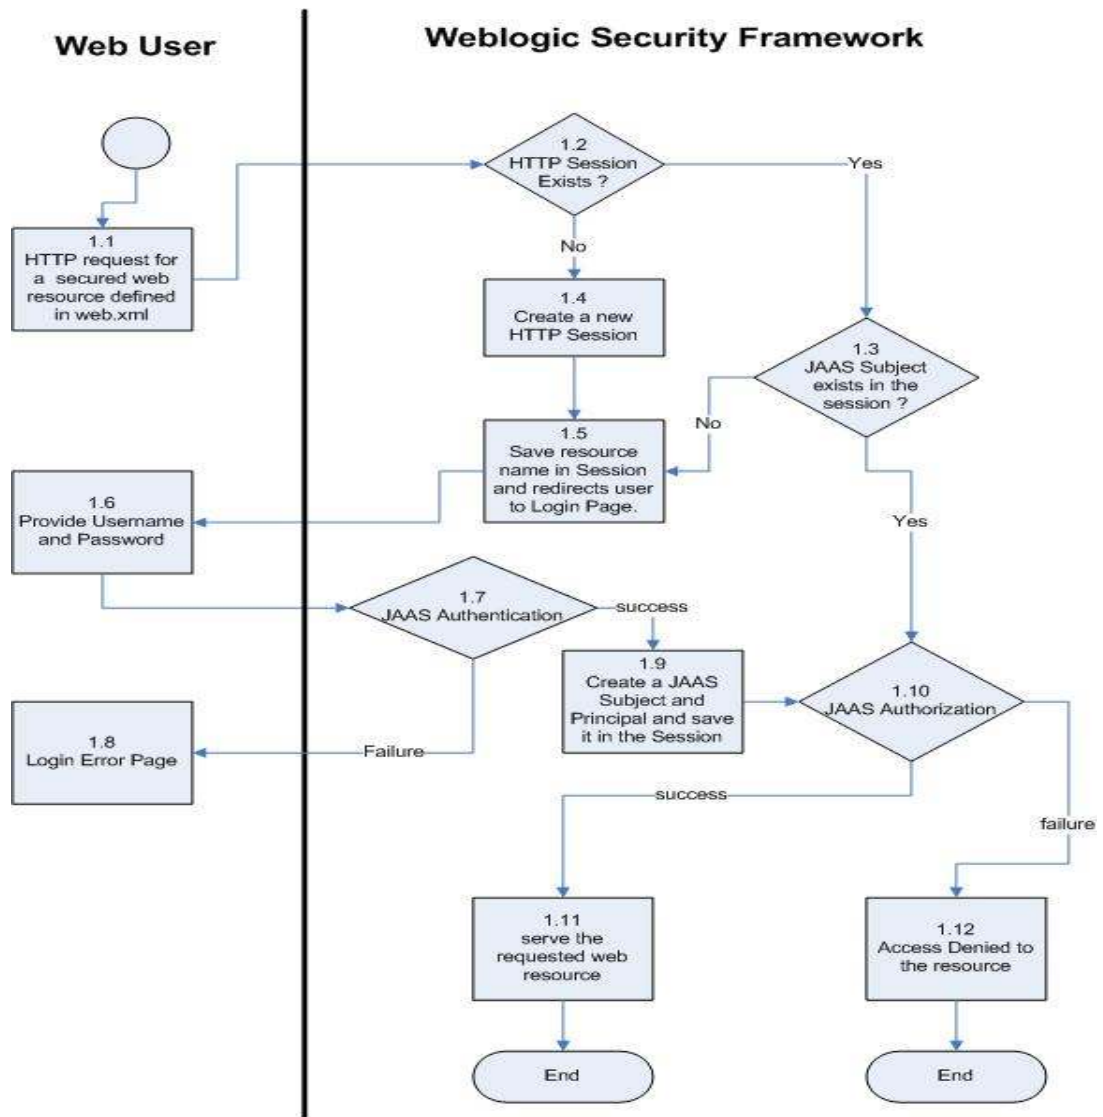 Web User
Weblogic Security Framework
1.1
HTTP request for
a secured web
resource defined
in web.xml
1.2
HTTP Session
Exists ?
Yes
No
1.4
Create a new
HTTP Session
1.3
JAAS Subject
exists in the
session ?
No
1.5
Save resource
name in Session
and redirects user
to Login Page.
Yes
1.6
Provide Username
and Password
1.7
JAAS Authentication
success
1.9
Create a JAAS
Subject and
Principal and save
it in the Session
1.10
JAAS Authorization
1.8
Login Error Page
Failure
success
failure
1.11
serve the
requested web
resource
1.12
Access Denied to
the resource
End
End